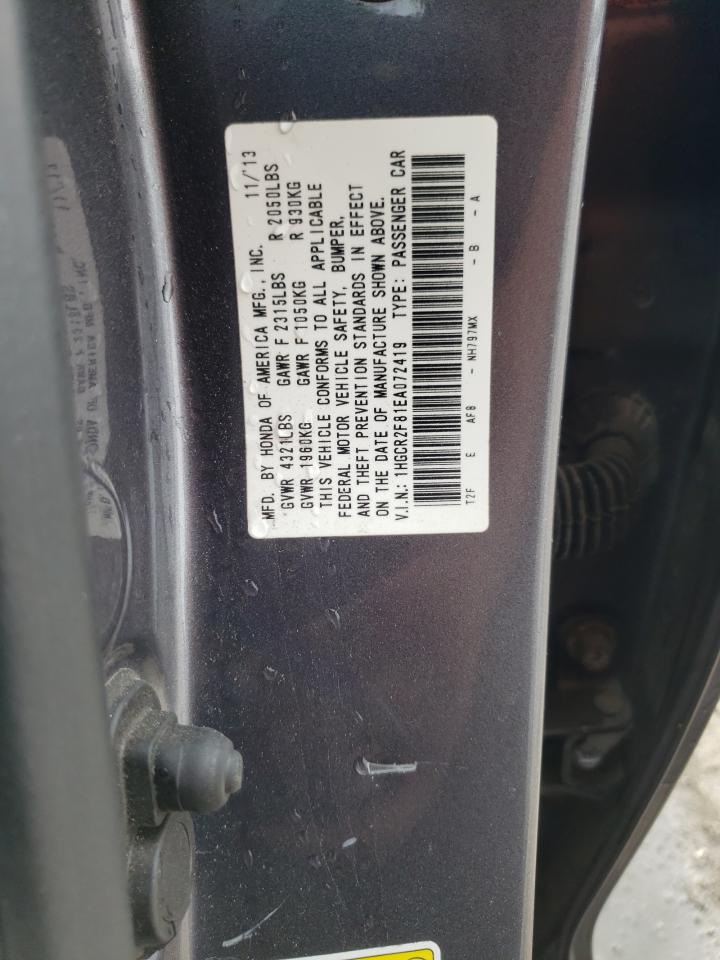 MFD. BY HONDA OF AMERICA MFG., INC. 11/'13
GVWR 4321LBS GAWR F 2315LBS R 2050LBS
GVWR 1960KG GAWR F 1050KG R 930KG
THIS VEHICLE CONFORMS TO ALL APPLICABLE
FEDERAL MOTOR VEHICLE SAFETY, BUMPER,
AND THEFT PREVENTION STANDARDS IN EFFECT
ON THE DATE OF MANUFACTURE SHOWN ABOVE.
V.I.N.: 1HGCR2F81EA072419 TYPE: PASSENGER CAR
T2F E AF8 - NH797MX - B - A